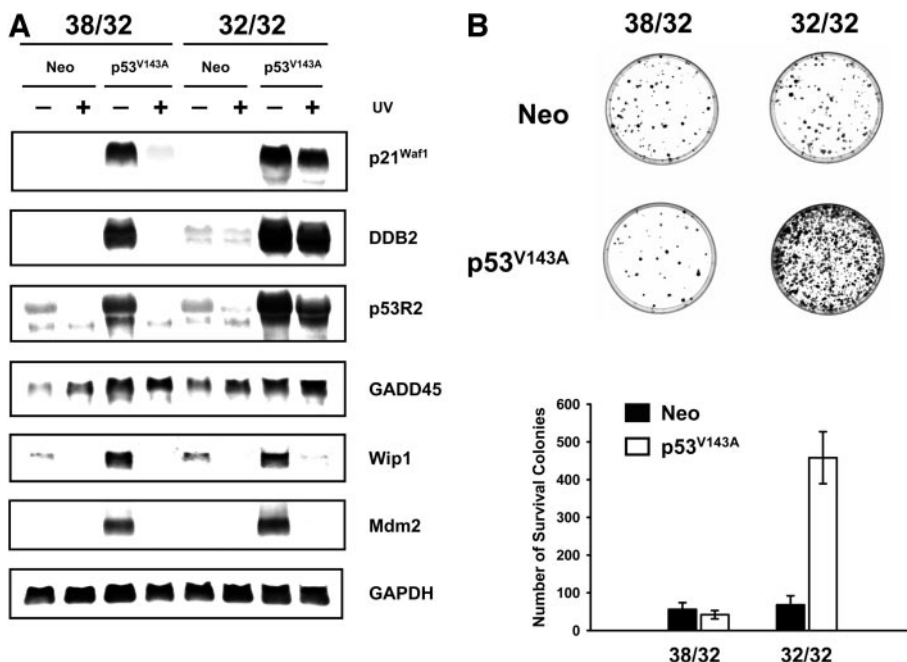 A
38/32
32/32
Neo
p53V143A
Neo
p53V143A
− + − + − + − +
UV
p21Waf1
DDB2
p53R2
GADD45
Wip1
Mdm2
GAPDH
B
38/32
32/32
Neo
p53V143A
Number of Survival Colonies
600
500
400
300
200
100
0
Neo
p53V143A
38/32
32/32